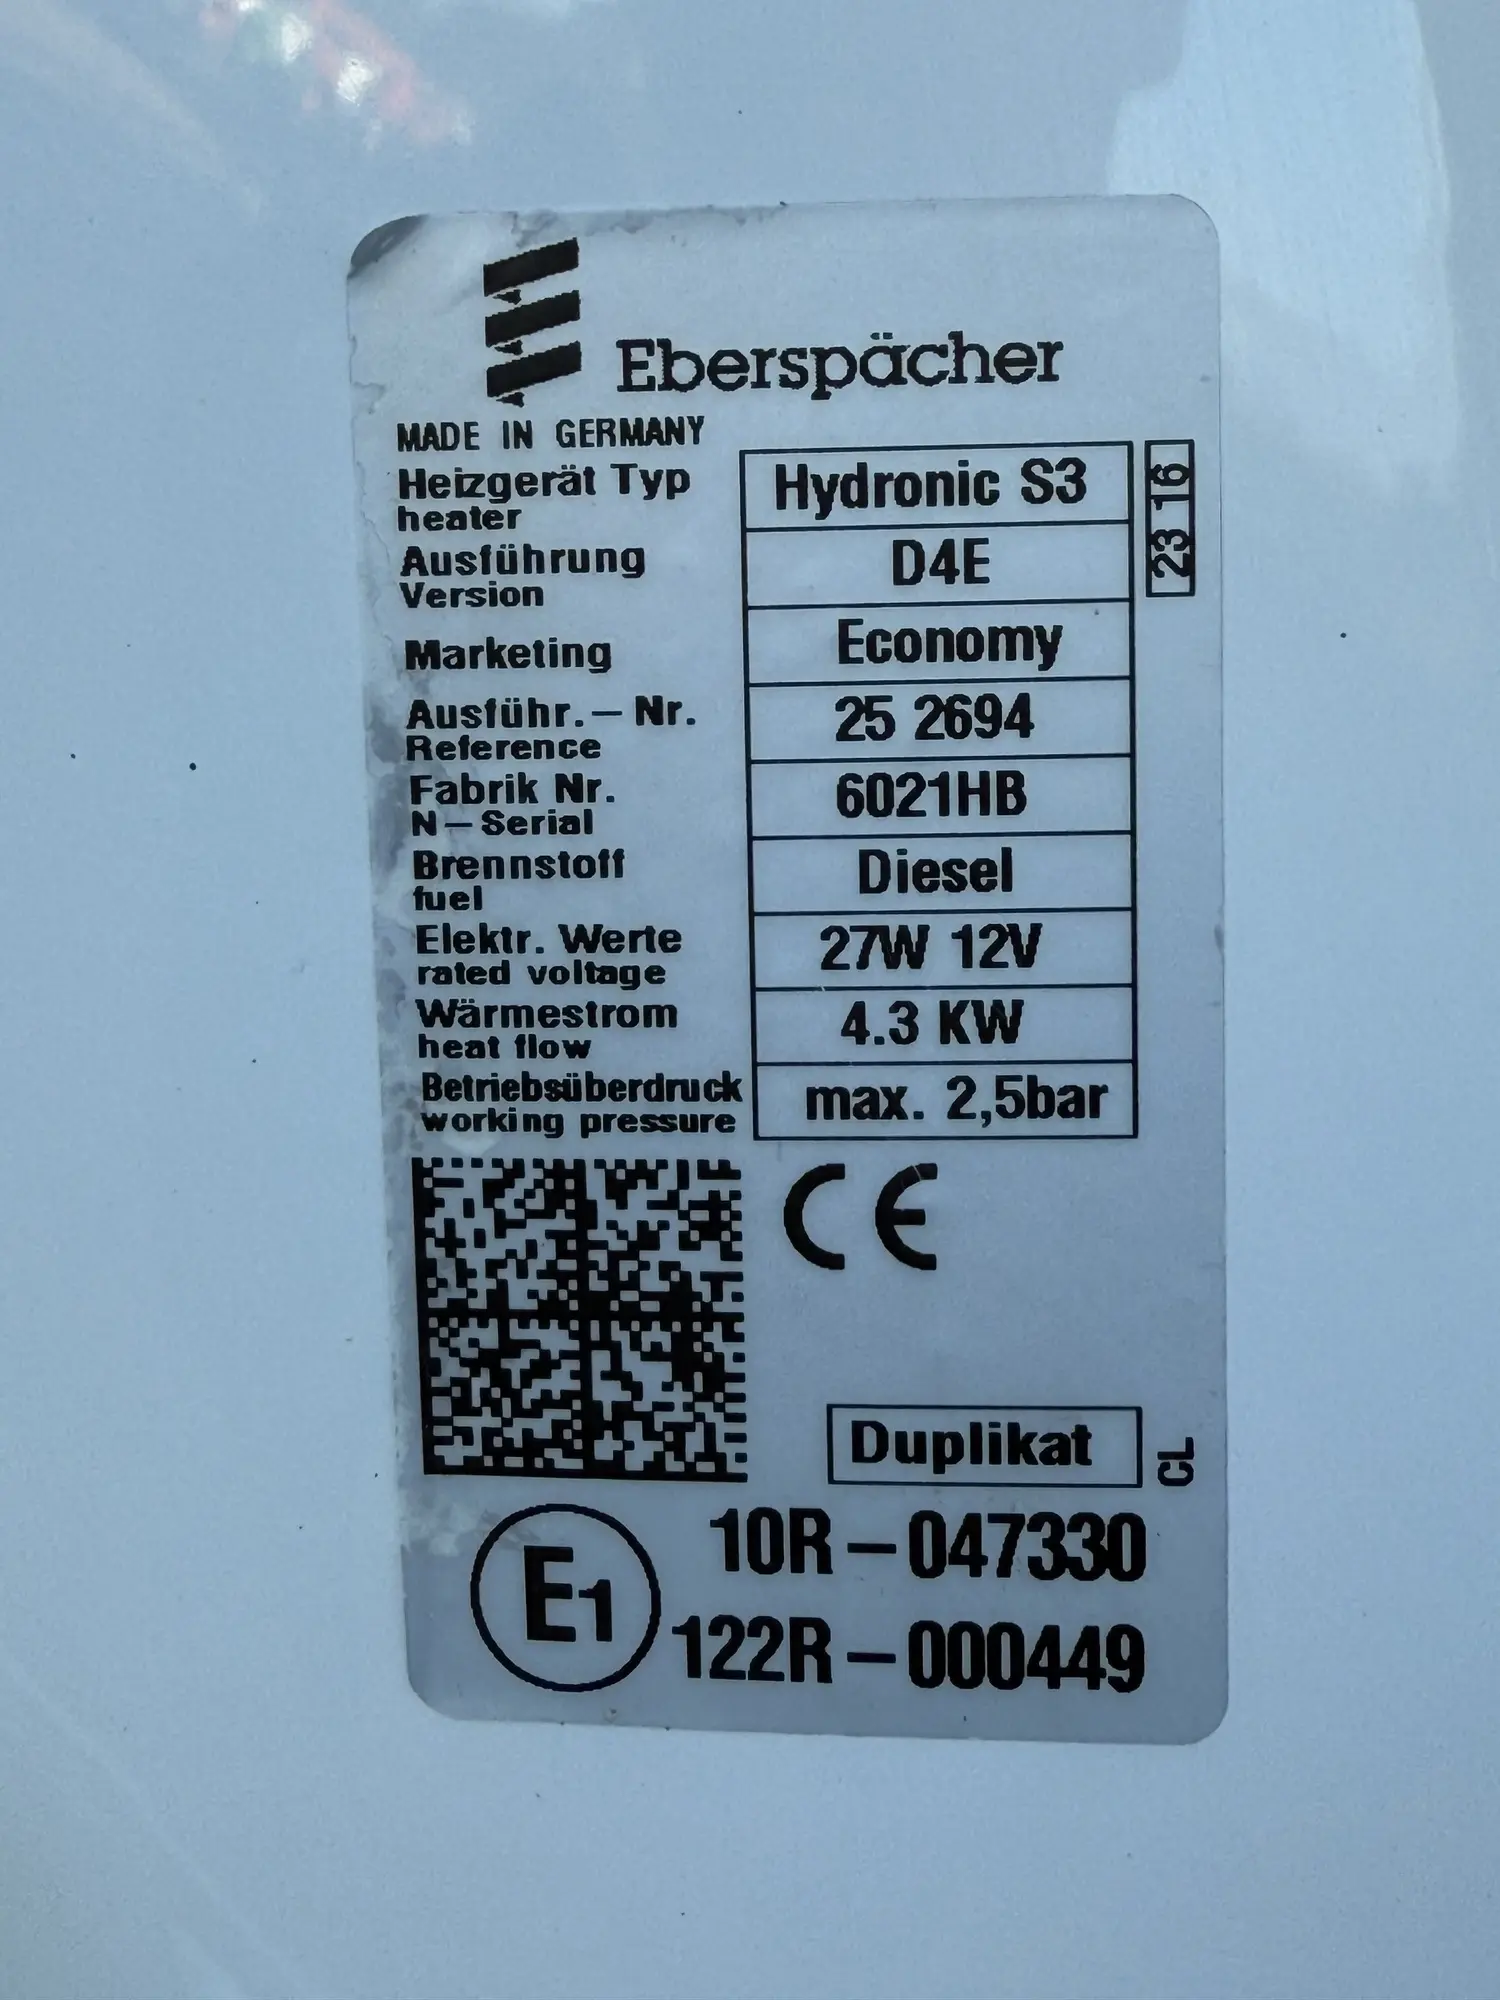 Eberspächer
MADE IN GERMANY
Heizgerät Typ
heater
Hydronic S3
23 16
Ausführung
Version
D4E
Marketing
Economy
Ausführ.-Nr.
Reference
25 2694
Fabrik Nr.
N-Serial
6021HB
Brennstoff
fuel
Diesel
Elektr. Werte
rated voltage
27W 12V
Wärmestrom
heat flow
4.3 KW
Betriebsüberdruck
working pressure
max. 2,5bar
CE
Duplikat
CL
E1
10R-047330
122R-000449